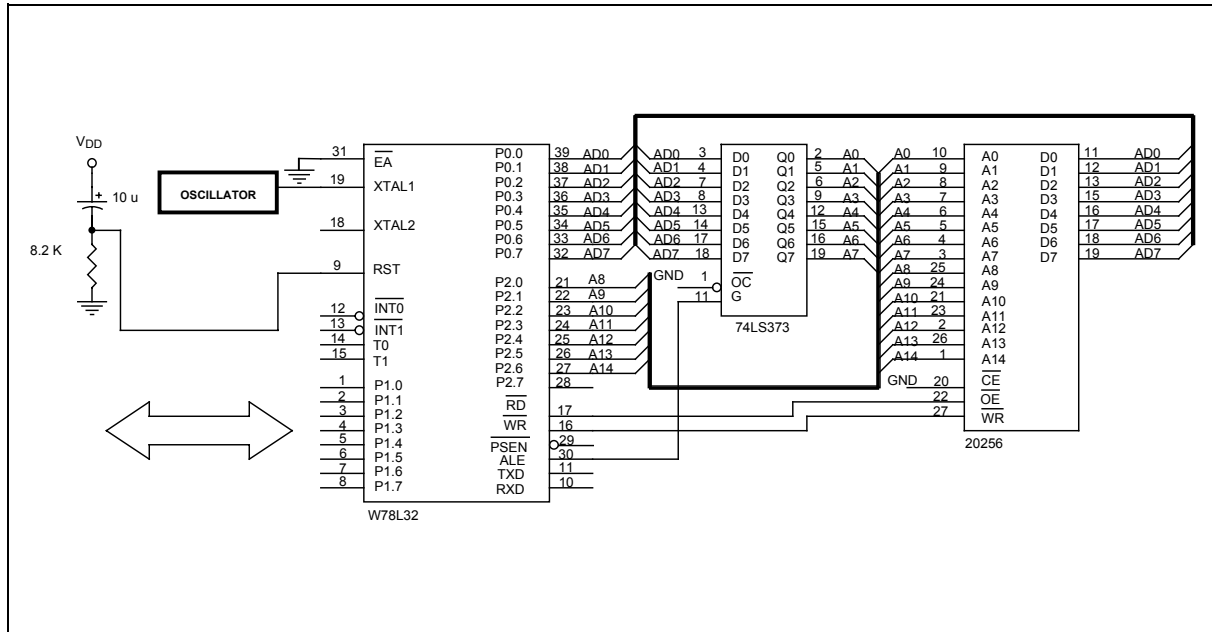 VDD
10 u
8.2 K
OSCILLATOR
31 EA P0.0 39 AD0
19 XTAL1 P0.1 38 AD1
P0.2 37 AD2
P0.3 36 AD3
P0.4 35 AD4
18 XTAL2 P0.5 34 AD5
P0.6 33 AD6
P0.7 32 AD7
9 RST
P2.0 21 A8
P2.1 22 A9
12 INT0 P2.2 23 A10
13 INT1 P2.3 24 A11
14 T0 P2.4 25 A12
15 T1 P2.5 26 A13
P2.6 27 A14
1 P1.0 P2.7 28
2 P1.1 RD 17
3 P1.2 WR 16
4 P1.3 PSEN 29
5 P1.4 ALE 30
6 P1.5 TXD 11
7 P1.6 RXD 10
8 P1.7
W78L32
AD0 3 D0 Q0 2 A0
AD1 4 D1 Q1 5 A1
AD2 7 D2 Q2 6 A2
AD3 8 D3 Q3 9 A3
AD4 13 D4 Q4 12 A4
AD5 14 D5 Q5 15 A5
AD6 17 D6 Q6 16 A6
AD7 18 D7 Q7 19 A7
GND 1 OC
11 G
74LS373
A0 10 A0 D0 11 AD0
A1 9 A1 D1 12 AD1
A2 8 A2 D2 13 AD2
A3 7 A3 D3 15 AD3
A4 6 A4 D4 16 AD4
A5 5 A5 D5 17 AD5
A6 4 A6 D6 18 AD6
A7 3 A7 D7 19 AD7
A8 25 A8
A9 24 A9
A10 21 A10
A11 23 A11
A12 2 A12
A13 26 A13
A14 1 A14
GND 20 CE
22 OE
27 WR
20256